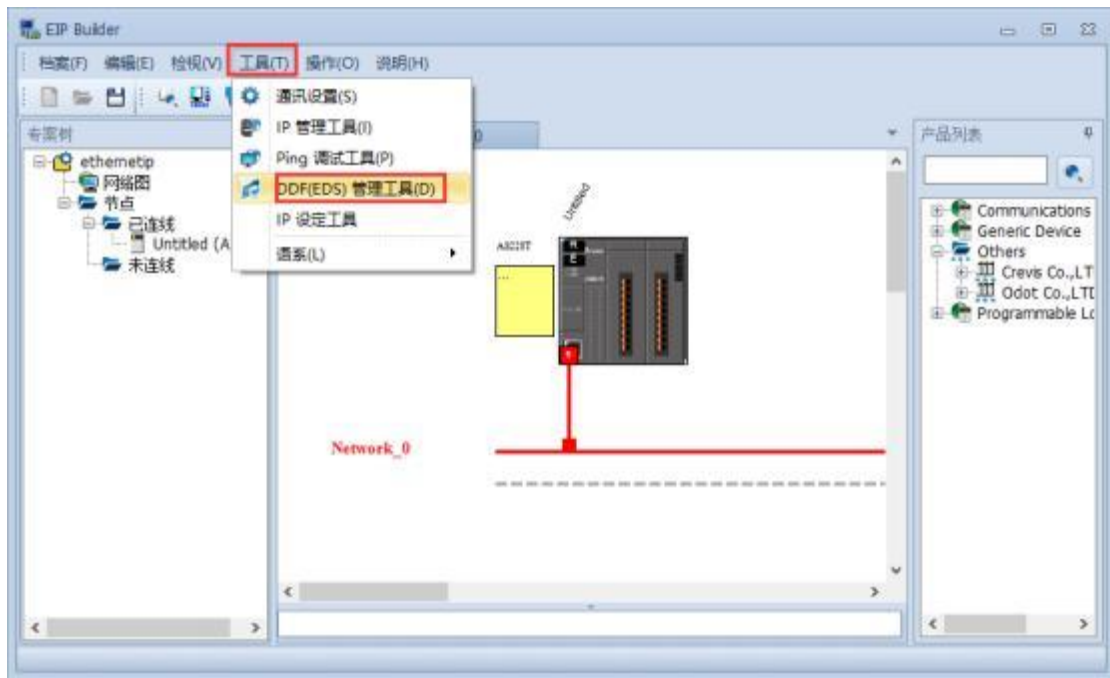 EIP Builder
档案(F) 编辑(E) 检视(V) 工具(T) 操作(O) 说明(H)
通讯设置(S)
IP 管理工具(I)
Ping 调试工具(P)
DDF(EDS) 管理工具(D)
IP 设定工具
语系(L)
专案树
ethernetip
网络图
节点
已连线
Untitled (A
未连线
Untitled
Network_0
产品列表
Communications
Generic Device
Others
Crevis Co.,LT
Odot Co.,LTD
Programmable Lo